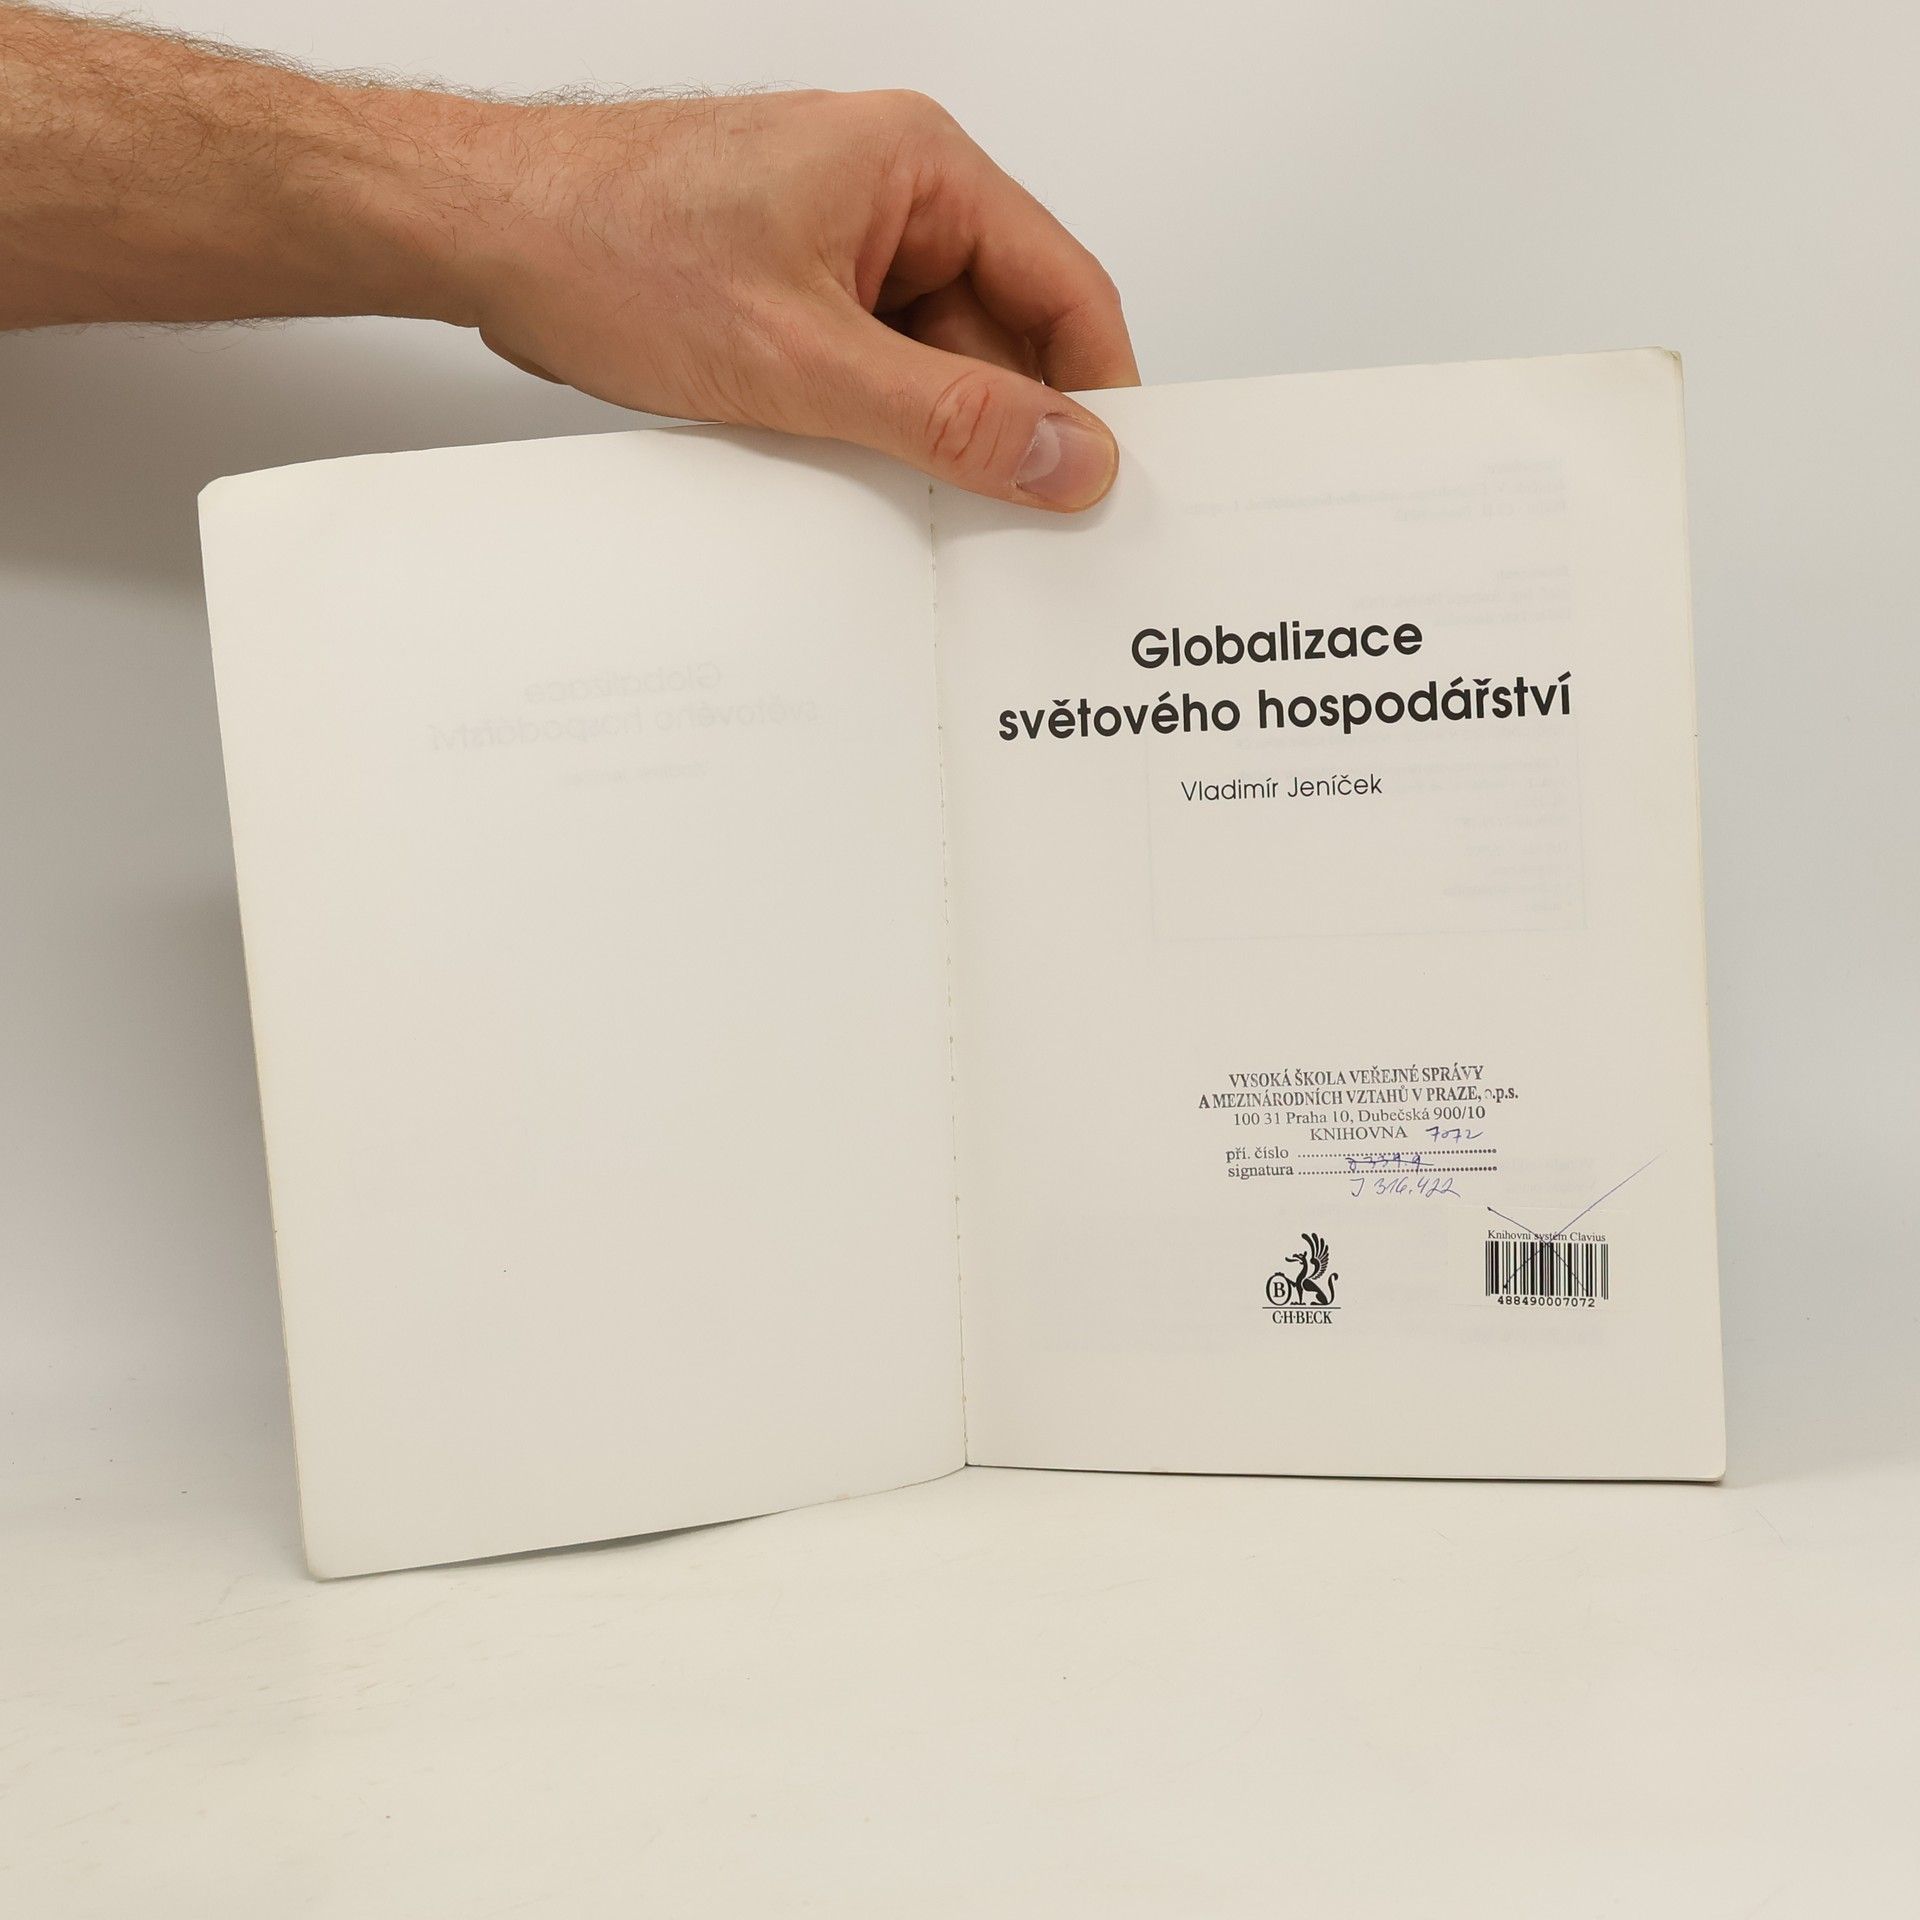 Globalizace
světového hospodářství
Vladimír Jeníček
VYSOKÁ ŠKOLA VEŘEJNÉ SPRÁVY
A MEZINÁRODNÍCH VZTAHŮ V PRAZE, o.p.s.
100 31 Praha 10, Dubečská 900/10
KNIHOVNA 7072
pří. číslo
signatura
J 316.422
Knihovní systém Clavius
488490007072
B
C·H·BECK